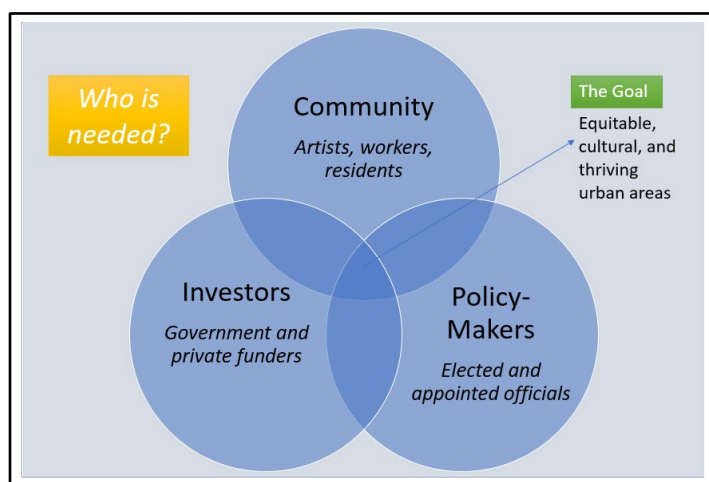 Who is
needed?
Community
Artists, workers,
residents
The Goal
Equitable,
cultural, and
thriving
urban areas
Investors
Government and
private funders
Policy-
Makers
Elected and
appointed officials